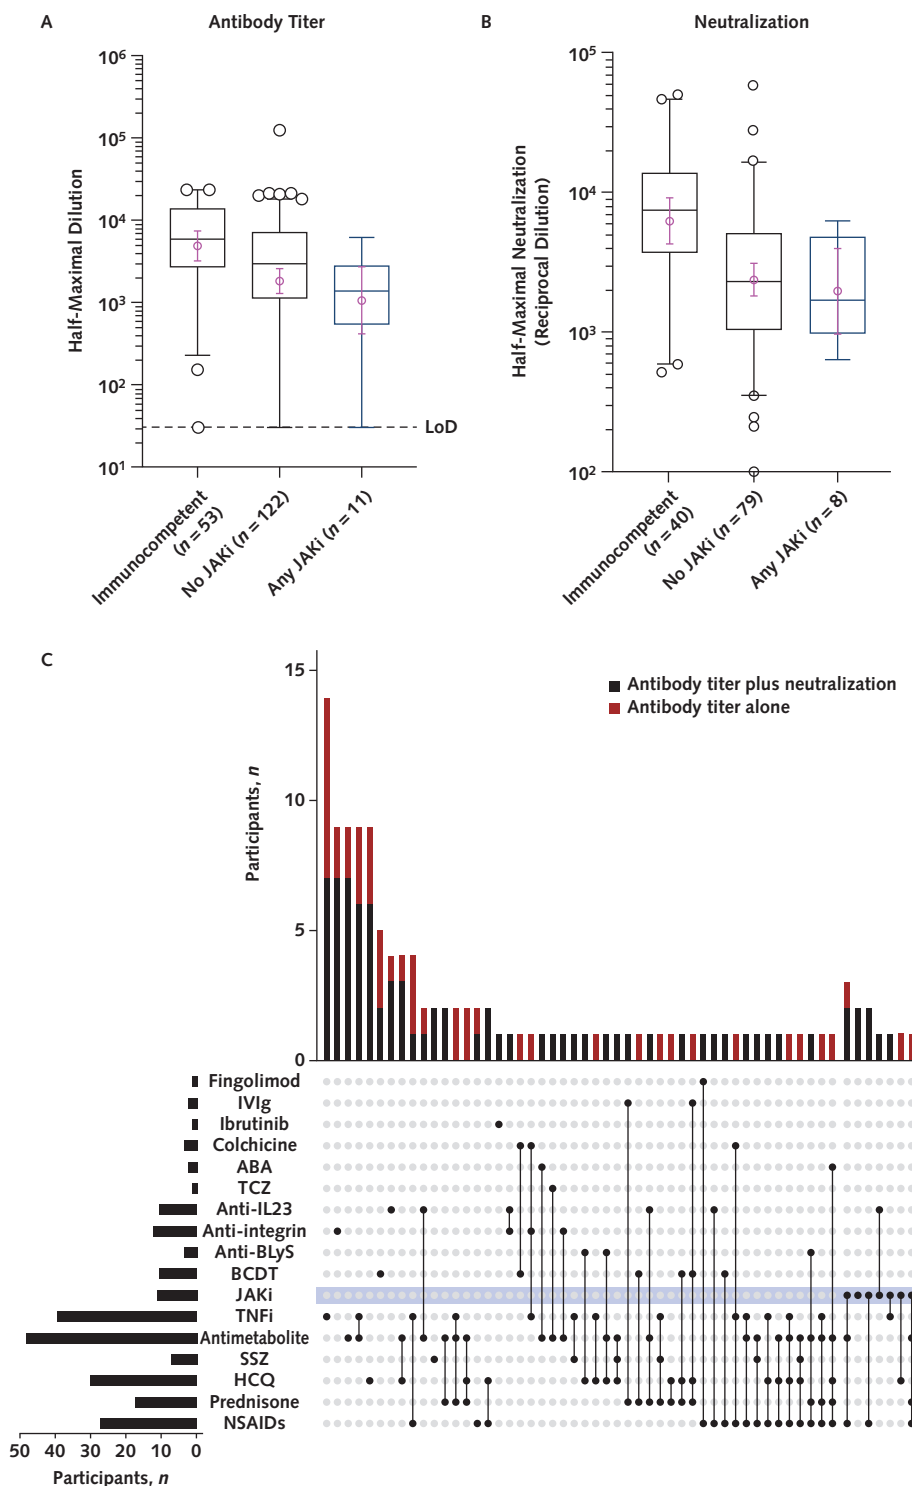 A
Antibody Titer
10⁶
10⁵
10⁴
10³
10²
10¹
Half-Maximal Dilution
LoD
Immunocompetent
(n = 53)
No JAKi (n = 122)
Any JAKi (n = 11)
B
Neutralization
10⁵
10⁴
10³
10²
Half-Maximal Neutralization
(Reciprocal Dilution)
Immunocompetent
(n = 40)
No JAKi (n = 79)
Any JAKi (n = 8)
C
15
10
5
0
Participants, n
Antibody titer plus neutralization
Antibody titer alone
Fingolimod
IVIg
Ibrutinib
Colchicine
ABA
TCZ
Anti-IL23
Anti-integrin
Anti-BLyS
BCDT
JAKi
TNFi
Antimetabolite
SSZ
HCQ
Prednisone
NSAIDs
50 40 30 20 10 0
Participants, n